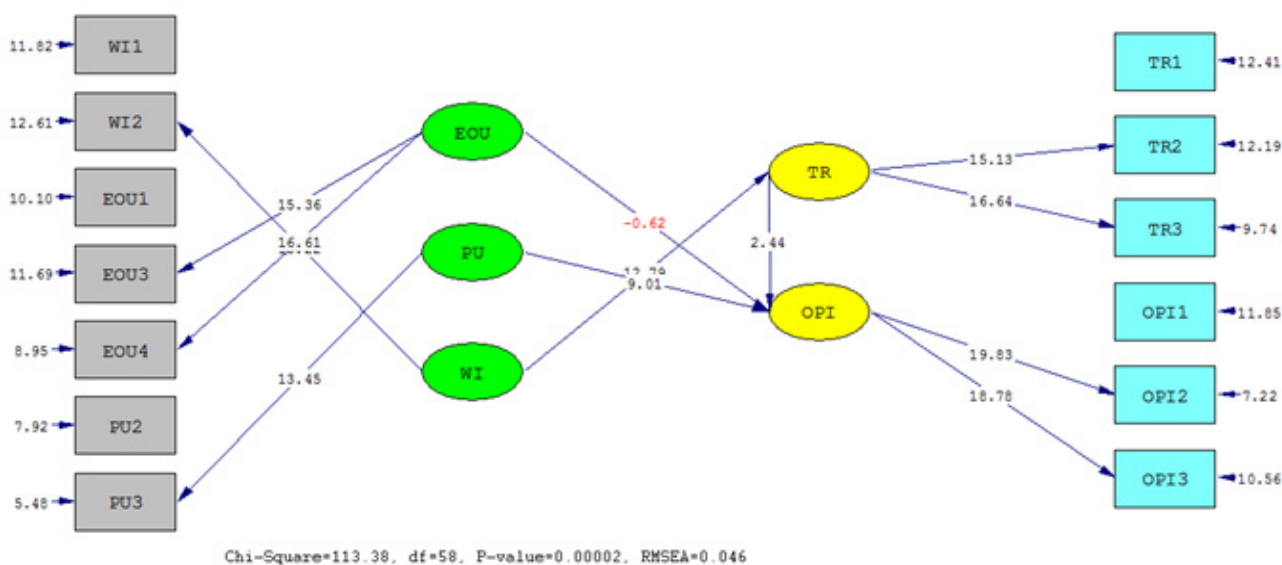 11.82 WI1
12.61 WI2
10.10 EOU1
11.69 EOU3
8.95 EOU4
7.92 PU2
5.48 PU3
15.36
16.61
13.45
EOU
PU
WI
-0.62
9.01
TR
2.44
OPI
15.13
16.64
19.83
18.78
TR1 12.41
TR2 12.19
TR3 9.74
OPI1 11.85
OPI2 7.22
OPI3 10.56
Chi-Square=113.38, df=58, P-value=0.00002, RMSEA=0.046